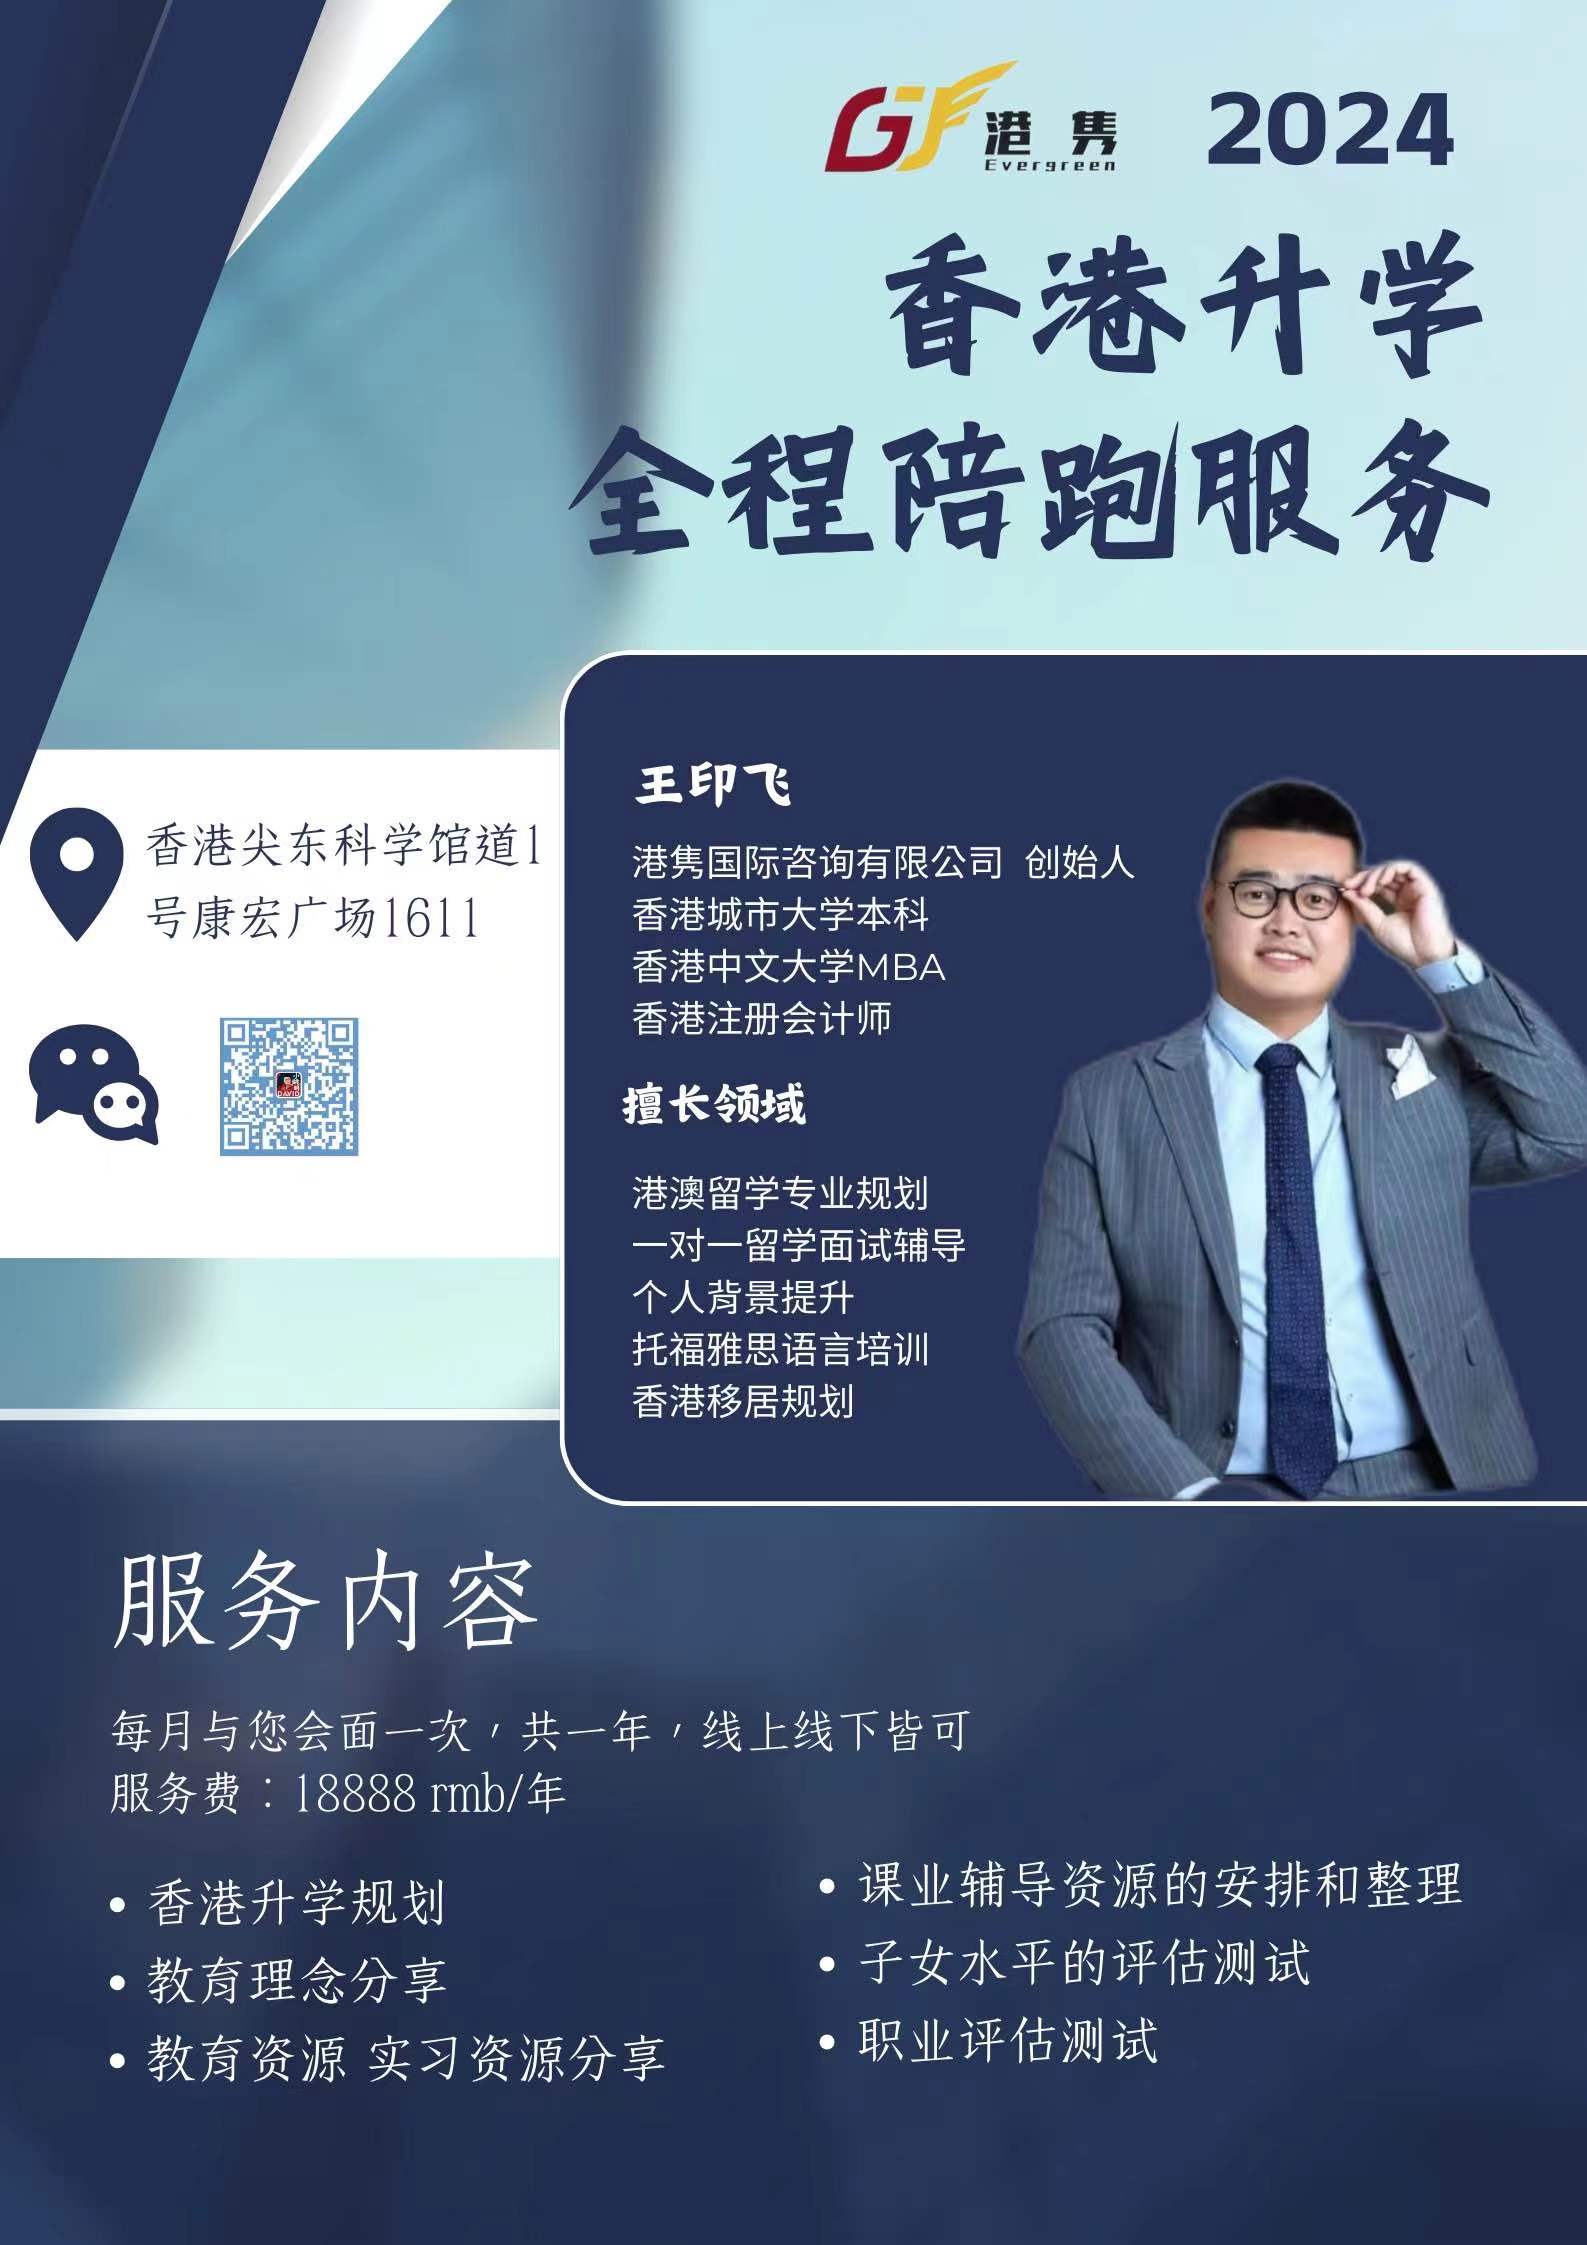 港隽
Evergreen
2024
香港升学
全程陪跑服务
香港尖东科学馆道1
号康宏广场1611
DAVID
王印飞
港隽国际咨询有限公司 创始人
香港城市大学本科
香港中文大学MBA
香港注册会计师
擅长领域
港澳留学专业规划
一对一留学面试辅导
个人背景提升
托福雅思语言培训
香港移居规划
服务内容
每月与您会面一次，共一年，线上线下皆可
服务费：18888 rmb/年
• 香港升学规划
• 教育理念分享
• 教育资源 实习资源分享
• 课业辅导资源的安排和整理
• 子女水平的评估测试
• 职业评估测试